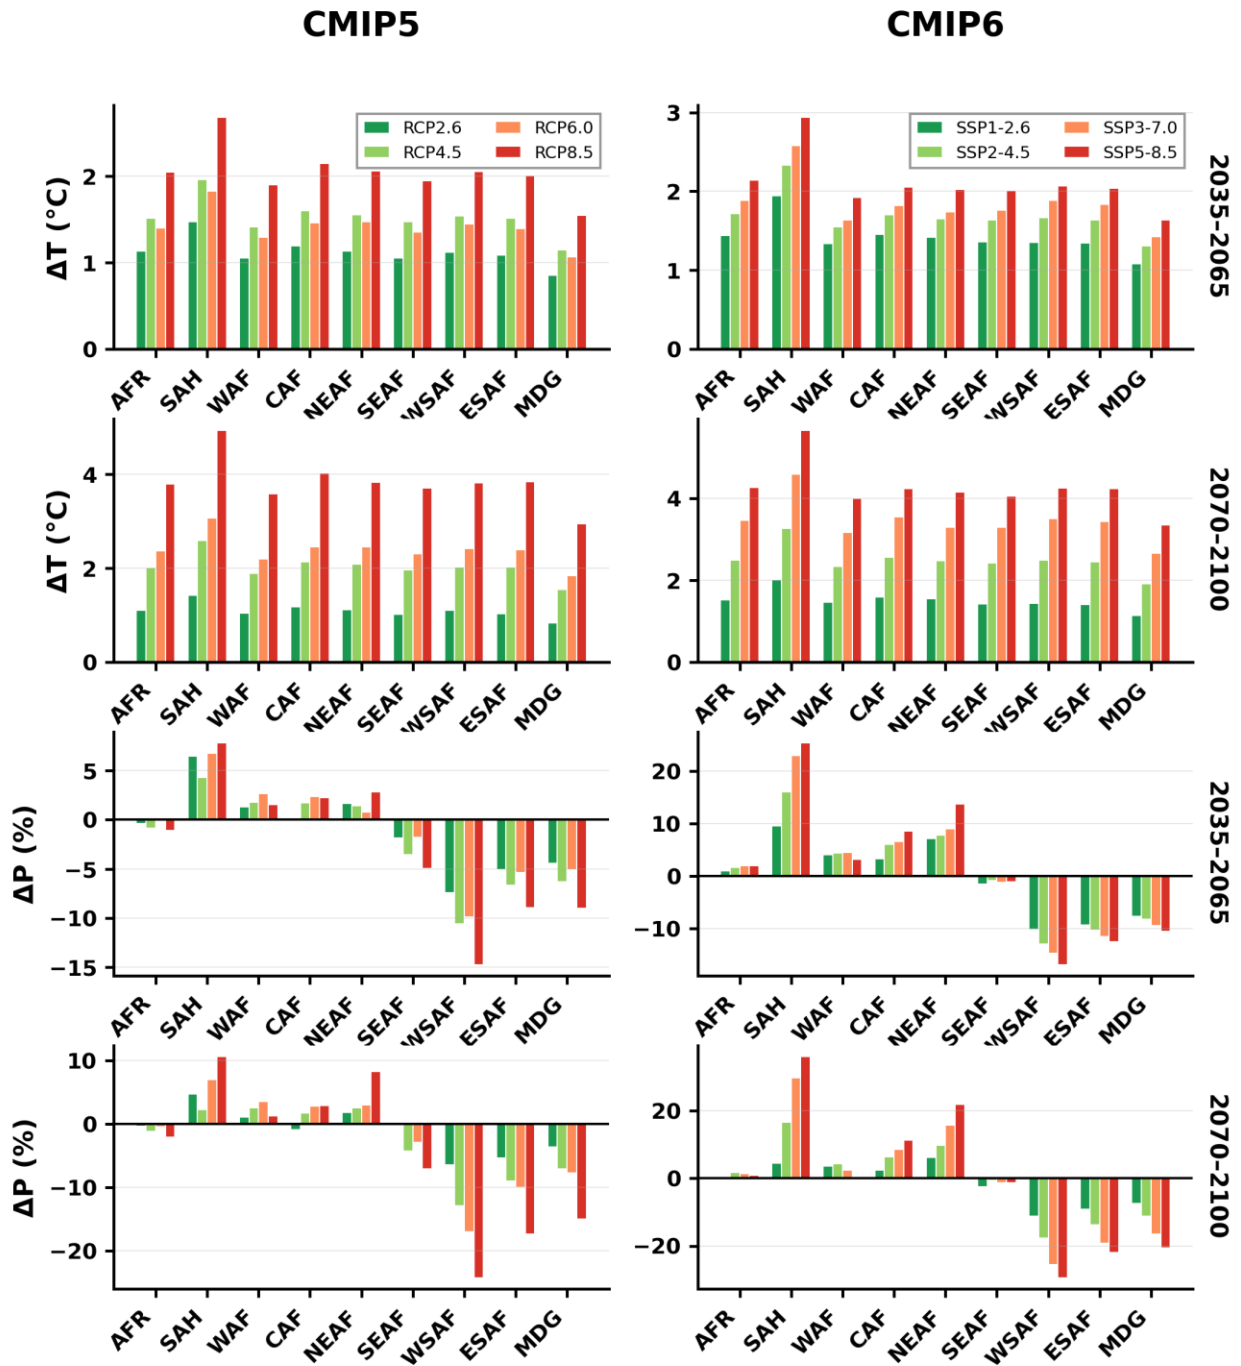 CMIP5 CMIP6
RCP2.6 RCP6.0
RCP4.5 RCP8.5
SSP1-2.6 SSP3-7.0
SSP2-4.5 SSP5-8.5
ΔT (°C)
2
1
0
AFR SAH WAF CAF NEAF SEAF WSAF ESAF MDG
3
2
1
0
AFR SAH WAF CAF NEAF SEAF WSAF ESAF MDG
2035–2065
ΔT (°C)
4
2
0
AFR SAH WAF CAF NEAF SEAF WSAF ESAF MDG
4
2
0
AFR SAH WAF CAF NEAF SEAF WSAF ESAF MDG
2070–2100
ΔP (%)
5
0
−5
−10
−15
AFR SAH WAF CAF NEAF SEAF WSAF ESAF MDG
20
10
0
−10
AFR SAH WAF CAF NEAF SEAF WSAF ESAF MDG
2035–2065
ΔP (%)
10
0
−10
−20
AFR SAH WAF CAF NEAF SEAF WSAF ESAF MDG
20
0
−20
AFR SAH WAF CAF NEAF SEAF WSAF ESAF MDG
2070–2100